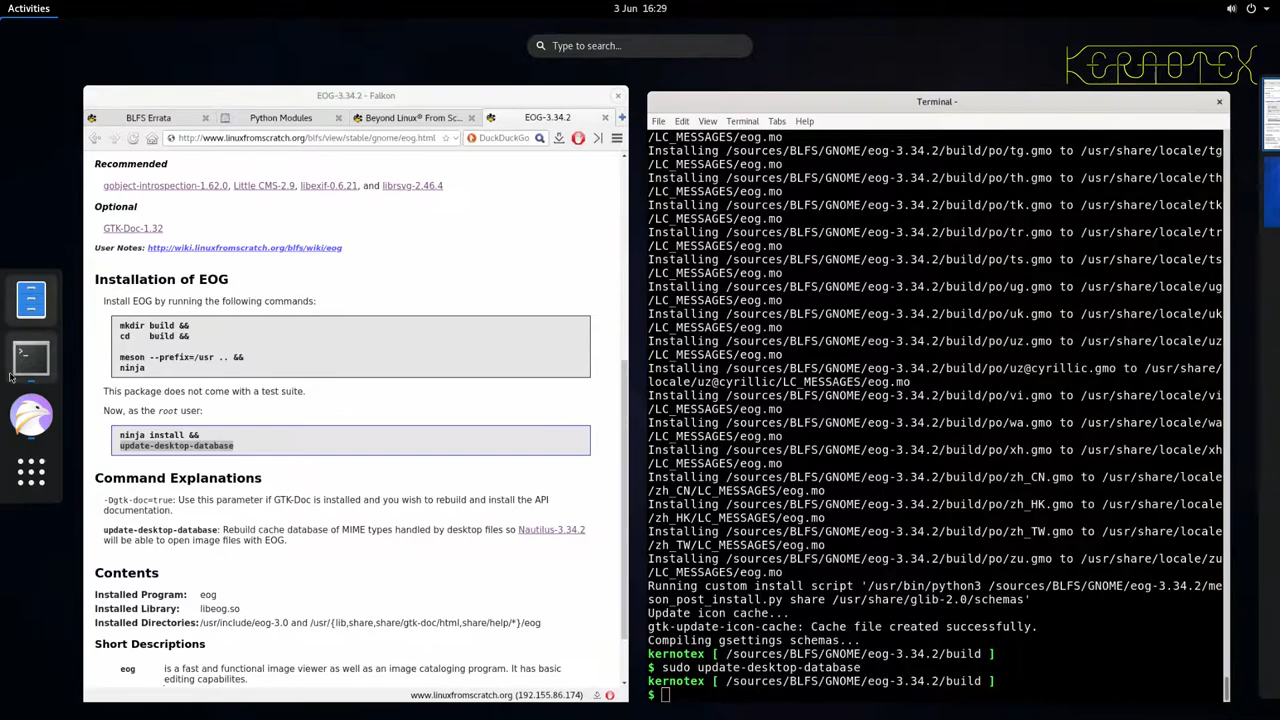 Activities
3 Jun 16:29
Type to search...
KERNOTEX
EOG-3.34.2 - Falkon
BLFS Errata
Python Modules
Beyond Linux® From Sc...
EOG-3.34.2
http://www.linuxfromscratch.org/blfs/view/stable/gnome/eog.html
DuckDuckGo
Recommended
gobject-introspection-1.62.0, Little CMS-2.9, libexif-0.6.21, and librsvg-2.46.4
Optional
GTK-Doc-1.32
User Notes: http://wiki.linuxfromscratch.org/blfs/wiki/eog
Installation of EOG
Install EOG by running the following commands:
mkdir build &&
cd    build &&
meson --prefix=/usr .. &&
ninja
This package does not come with a test suite.
Now, as the root user:
ninja install &&
update-desktop-database
Command Explanations
-Dgtk-doc=true: Use this parameter if GTK-Doc is installed and you wish to rebuild and install the API
documentation.
update-desktop-database: Rebuild cache database of MIME types handled by desktop files so Nautilus-3.34.2
will be able to open image files with EOG.
Contents
Installed Program: eog
Installed Library: libeog.so
Installed Directories: /usr/include/eog-3.0 and /usr/{lib,share,share/gtk-doc/html,share/help/*}/eog
Short Descriptions
eog is a fast and functional image viewer as well as an image cataloging program. It has basic
editing capabilites.
www.linuxfromscratch.org (192.155.86.174)
Terminal -
File Edit View Terminal Tabs Help
/LC_MESSAGES/eog.mo
Installing /sources/BLFS/GNOME/eog-3.34.2/build/po/tg.gmo to /usr/share/locale/tg
/LC_MESSAGES/eog.mo
Installing /sources/BLFS/GNOME/eog-3.34.2/build/po/th.gmo to /usr/share/locale/th
/LC_MESSAGES/eog.mo
Installing /sources/BLFS/GNOME/eog-3.34.2/build/po/tk.gmo to /usr/share/locale/tk
/LC_MESSAGES/eog.mo
Installing /sources/BLFS/GNOME/eog-3.34.2/build/po/tr.gmo to /usr/share/locale/tr
/LC_MESSAGES/eog.mo
Installing /sources/BLFS/GNOME/eog-3.34.2/build/po/ts.gmo to /usr/share/locale/ts
/LC_MESSAGES/eog.mo
Installing /sources/BLFS/GNOME/eog-3.34.2/build/po/ug.gmo to /usr/share/locale/ug
/LC_MESSAGES/eog.mo
Installing /sources/BLFS/GNOME/eog-3.34.2/build/po/uk.gmo to /usr/share/locale/uk
/LC_MESSAGES/eog.mo
Installing /sources/BLFS/GNOME/eog-3.34.2/build/po/uz.gmo to /usr/share/locale/uz
/LC_MESSAGES/eog.mo
Installing /sources/BLFS/GNOME/eog-3.34.2/build/po/uz@cyrillic.gmo to /usr/share/
locale/uz@cyrillic/LC_MESSAGES/eog.mo
Installing /sources/BLFS/GNOME/eog-3.34.2/build/po/vi.gmo to /usr/share/locale/vi
/LC_MESSAGES/eog.mo
Installing /sources/BLFS/GNOME/eog-3.34.2/build/po/wa.gmo to /usr/share/locale/wa
/LC_MESSAGES/eog.mo
Installing /sources/BLFS/GNOME/eog-3.34.2/build/po/xh.gmo to /usr/share/locale/xh
/LC_MESSAGES/eog.mo
Installing /sources/BLFS/GNOME/eog-3.34.2/build/po/zh_CN.gmo to /usr/share/locale
/zh_CN/LC_MESSAGES/eog.mo
Installing /sources/BLFS/GNOME/eog-3.34.2/build/po/zh_HK.gmo to /usr/share/locale
/zh_HK/LC_MESSAGES/eog.mo
Installing /sources/BLFS/GNOME/eog-3.34.2/build/po/zh_TW.gmo to /usr/share/locale
/zh_TW/LC_MESSAGES/eog.mo
Installing /sources/BLFS/GNOME/eog-3.34.2/build/po/zu.gmo to /usr/share/locale/zu
/LC_MESSAGES/eog.mo
Running custom install script '/usr/bin/python3 /sources/BLFS/GNOME/eog-3.34.2/me
son_post_install.py share /usr/share/glib-2.0/schemas'
Update icon cache...
gtk-update-icon-cache: Cache file created successfully.
Compiling gsettings schemas...
kernotex [ /sources/BLFS/GNOME/eog-3.34.2/build ]
$ sudo update-desktop-database
kernotex [ /sources/BLFS/GNOME/eog-3.34.2/build ]
$